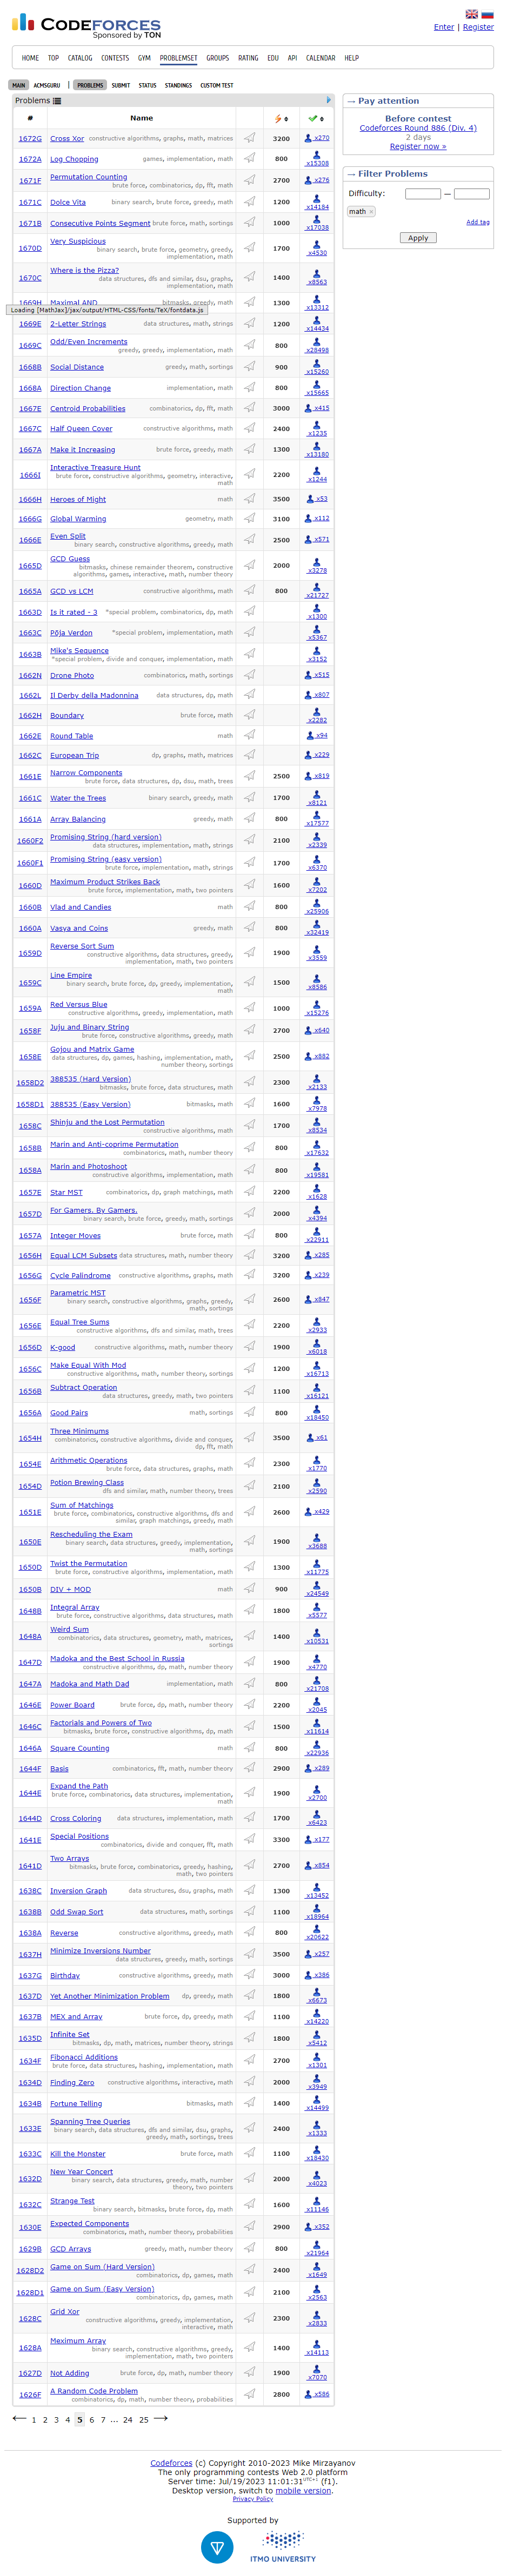 CODEFORCES
Sponsored by TON
Enter | Register
HOME TOP CATALOG CONTESTS GYM PROBLEMSET GROUPS RATING EDU API CALENDAR HELP
MAIN ACMSGURU | PROBLEMS SUBMIT STATUS STANDINGS CUSTOM TEST
→ Pay attention
Before contest
Codeforces Round 886 (Div. 4)
2 days
Register now »
→ Filter Problems
Difficulty: —
math ×
Add tag
Apply
Problems
# Name
1672G Cross Xor constructive algorithms, graphs, math, matrices 3200 x270
1672A Log Chopping games, implementation, math 800 x15308
1671F Permutation Counting 2700 x276
brute force, combinatorics, dp, fft, math
1671C Dolce Vita binary search, brute force, greedy, math 1200 x14184
1671B Consecutive Points Segment brute force, math, sortings 1000 x17038
1670D Very Suspicious 1700 x4530
binary search, brute force, geometry, greedy,
implementation, math
1670C Where is the Pizza? 1400 x8563
data structures, dfs and similar, dsu, graphs,
implementation, math
1669H Maximal AND bitmasks, greedy, math 1300 x13312
Loading [MathJax]/jax/output/HTML-CSS/fonts/TeX/fontdata.js
1669E 2-Letter Strings data structures, math, strings 1200 x14434
1669C Odd/Even Increments 800 x28498
greedy, greedy, implementation, math
1668B Social Distance greedy, math, sortings 900 x15260
1668A Direction Change implementation, math 800 x15665
1667E Centroid Probabilities combinatorics, dp, fft, math 3000 x415
1667C Half Queen Cover constructive algorithms, math 2400 x1235
1667A Make it Increasing brute force, greedy, math 1300 x13180
1666I Interactive Treasure Hunt 2200 x1244
brute force, constructive algorithms, geometry, interactive,
math
1666H Heroes of Might math 3500 x53
1666G Global Warming geometry, math 3100 x112
1666E Even Split 2500 x571
binary search, constructive algorithms, greedy, math
1665D GCD Guess 2000 x3278
bitmasks, chinese remainder theorem, constructive
algorithms, games, interactive, math, number theory
1665A GCD vs LCM constructive algorithms, math 800 x21727
1663D Is it rated - 3 *special problem, combinatorics, dp, math x1300
1663C Pōja Verdon *special problem, implementation, math x5367
1663B Mike's Sequence x3152
*special problem, divide and conquer, implementation, math
1662N Drone Photo combinatorics, math, sortings x515
1662L Il Derby della Madonnina data structures, dp, math x807
1662H Boundary brute force, math x2282
1662E Round Table math x94
1662C European Trip dp, graphs, math, matrices x229
1661E Narrow Components 2500 x819
brute force, data structures, dp, dsu, math, trees
1661C Water the Trees binary search, greedy, math 1700 x8121
1661A Array Balancing greedy, math 800 x17577
1660F2 Promising String (hard version) 2100 x2339
data structures, implementation, math, strings
1660F1 Promising String (easy version) 1700 x6370
brute force, implementation, math, strings
1660D Maximum Product Strikes Back 1600 x7202
brute force, implementation, math, two pointers
1660B Vlad and Candies math 800 x25906
1660A Vasya and Coins greedy, math 800 x32419
1659D Reverse Sort Sum 1900 x3559
constructive algorithms, data structures, greedy,
implementation, math, two pointers
1659C Line Empire 1500 x8586
binary search, brute force, dp, greedy, implementation,
math
1659A Red Versus Blue 1000 x15276
constructive algorithms, greedy, implementation, math
1658F Juju and Binary String 2700 x640
brute force, constructive algorithms, greedy, math
1658E Gojou and Matrix Game 2500 x882
data structures, dp, games, hashing, implementation, math,
number theory, sortings
1658D2 388535 (Hard Version) 2300 x2133
bitmasks, brute force, data structures, math
1658D1 388535 (Easy Version) bitmasks, math 1600 x7978
1658C Shinju and the Lost Permutation 1700 x8534
constructive algorithms, math
1658B Marin and Anti-coprime Permutation 800 x17632
combinatorics, math, number theory
1658A Marin and Photoshoot 800 x19581
constructive algorithms, implementation, math
1657E Star MST combinatorics, dp, graph matchings, math 2200 x1628
1657D For Gamers. By Gamers. 2000 x4394
binary search, brute force, greedy, math, sortings
1657A Integer Moves brute force, math 800 x22911
1656H Equal LCM Subsets data structures, math, number theory 3200 x285
1656G Cycle Palindrome constructive algorithms, graphs, math 3200 x239
1656F Parametric MST 2600 x847
binary search, constructive algorithms, graphs, greedy,
math, sortings
1656E Equal Tree Sums 2200 x2933
constructive algorithms, dfs and similar, math, trees
1656D K-good constructive algorithms, math, number theory 1900 x6018
1656C Make Equal With Mod 1200 x16713
constructive algorithms, math, number theory, sortings
1656B Subtract Operation 1100 x16121
data structures, greedy, math, two pointers
1656A Good Pairs math, sortings 800 x18450
1654H Three Minimums 3500 x61
combinatorics, constructive algorithms, divide and conquer,
dp, fft, math
1654E Arithmetic Operations 2300 x1770
brute force, data structures, graphs, math
1654D Potion Brewing Class 2100 x2590
dfs and similar, math, number theory, trees
1651E Sum of Matchings 2600 x429
brute force, combinatorics, constructive algorithms, dfs and
similar, graph matchings, greedy, math
1650E Rescheduling the Exam 1900 x3688
binary search, data structures, greedy, implementation,
math, sortings
1650D Twist the Permutation 1300 x11775
brute force, constructive algorithms, implementation, math
1650B DIV + MOD math 900 x24549
1648B Integral Array 1800 x5577
brute force, constructive algorithms, data structures, math
1648A Weird Sum 1400 x10531
combinatorics, data structures, geometry, math, matrices,
sortings
1647D Madoka and the Best School in Russia 1900 x4770
constructive algorithms, dp, math, number theory
1647A Madoka and Math Dad implementation, math 800 x21708
1646E Power Board brute force, dp, math, number theory 2200 x2045
1646C Factorials and Powers of Two 1500 x11614
bitmasks, brute force, constructive algorithms, dp, math
1646A Square Counting math 800 x22936
1644F Basis combinatorics, fft, math, number theory 2900 x289
1644E Expand the Path 1900 x2700
brute force, combinatorics, data structures, implementation,
math
1644D Cross Coloring data structures, implementation, math 1700 x6423
1641E Special Positions 3300 x177
combinatorics, divide and conquer, fft, math
1641D Two Arrays 2700 x854
bitmasks, brute force, combinatorics, greedy, hashing,
math, two pointers
1638C Inversion Graph data structures, dsu, graphs, math 1300 x13452
1638B Odd Swap Sort data structures, math, sortings 1100 x18964
1638A Reverse constructive algorithms, greedy, math 800 x20622
1637H Minimize Inversions Number 3500 x257
data structures, greedy, math, sortings
1637G Birthday constructive algorithms, greedy, math 3000 x386
1637D Yet Another Minimization Problem dp, greedy, math 1800 x6673
1637B MEX and Array brute force, dp, greedy, math 1100 x14220
1635D Infinite Set 1800 x5412
bitmasks, dp, math, matrices, number theory, strings
1634F Fibonacci Additions 2700 x1301
brute force, data structures, hashing, implementation, math
1634D Finding Zero constructive algorithms, interactive, math 2000 x3949
1634B Fortune Telling bitmasks, math 1400 x14499
1633E Spanning Tree Queries 2400 x1333
binary search, data structures, dfs and similar, dsu, graphs,
greedy, math, sortings, trees
1633C Kill the Monster brute force, math 1100 x18430
1632D New Year Concert 2000 x4023
binary search, data structures, greedy, math, number
theory, two pointers
1632C Strange Test 1600 x11146
binary search, bitmasks, brute force, dp, math
1630E Expected Components 2900 x352
combinatorics, math, number theory, probabilities
1629B GCD Arrays greedy, math, number theory 800 x21964
1628D2 Game on Sum (Hard Version) 2400 x1649
combinatorics, dp, games, math
1628D1 Game on Sum (Easy Version) 2100 x2563
combinatorics, dp, games, math
1628C Grid Xor 2300 x2833
constructive algorithms, greedy, implementation,
interactive, math
1628A Meximum Array 1400 x14113
binary search, constructive algorithms, greedy,
implementation, math, two pointers
1627D Not Adding brute force, dp, math, number theory 1900 x7070
1626F A Random Code Problem 2800 x586
combinatorics, dp, math, number theory, probabilities
← 1 2 3 4 5 6 7 ... 24 25 →
Codeforces (c) Copyright 2010-2023 Mike Mirzayanov
The only programming contests Web 2.0 platform
Server time: Jul/19/2023 11:01:31UTC+1 (f1).
Desktop version, switch to mobile version.
Privacy Policy
Supported by
ITMO UNIVERSITY